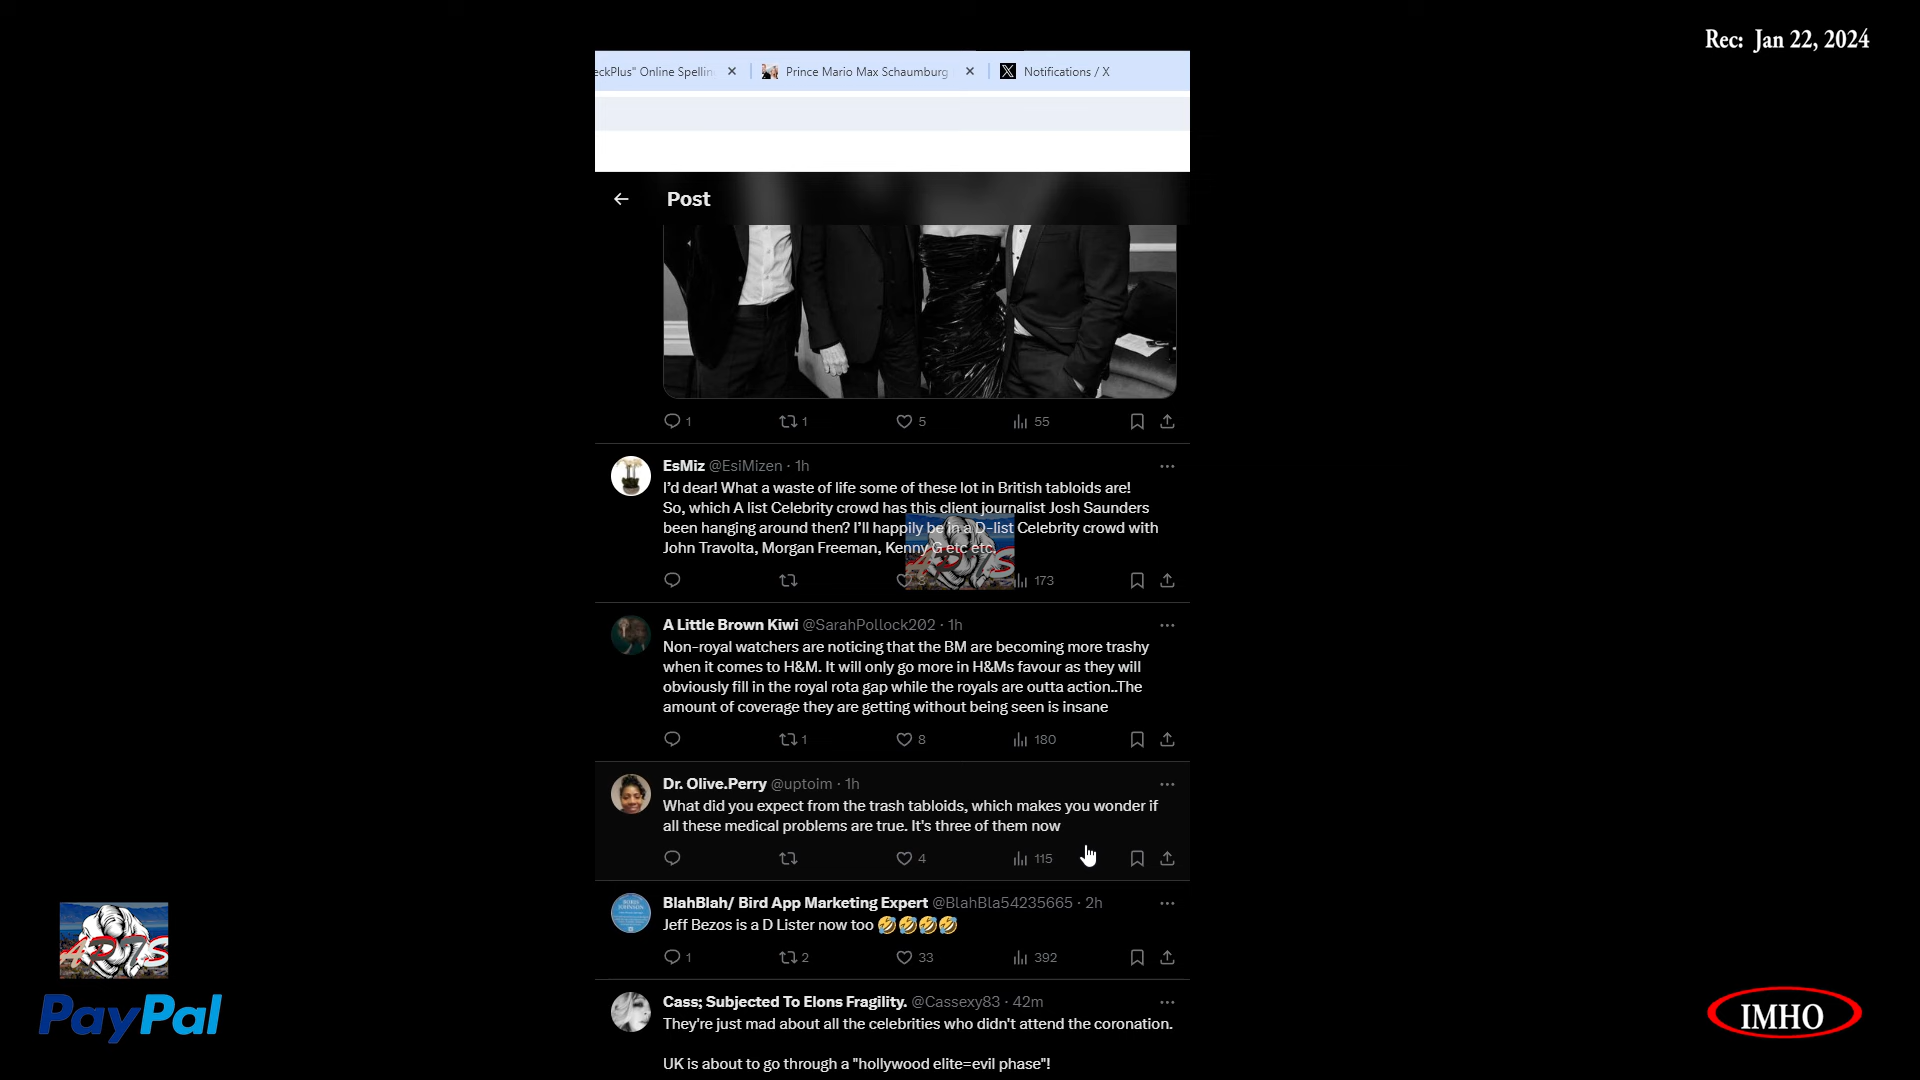 Rec: Jan 22, 2024
eckPlus" Online Spellin
Prince Mario Max Schaumburg
Notifications / X
Post
1
1
5
55
EsMiz @EsiMizen · 1h
I'd dear! What a waste of life some of these lot in British tabloids are!
So, which A list Celebrity crowd has this client journalist Josh Saunders
been hanging around then? I'll happily be in a D-list Celebrity crowd with
John Travolta, Morgan Freeman, Kenny G etc etc.
173
A Little Brown Kiwi @SarahPollock202 · 1h
Non-royal watchers are noticing that the BM are becoming more trashy
when it comes to H&M. It will only go more in H&Ms favour as they will
obviously fill in the royal rota gap while the royals are outta action..The
amount of coverage they are getting without being seen is insane
1
8
180
Dr. Olive.Perry @uptoim · 1h
What did you expect from the trash tabloids, which makes you wonder if
all these medical problems are true. It's three of them now
4
115
BlahBlah/ Bird App Marketing Expert @BlahBla54235665 · 2h
Jeff Bezos is a D Lister now too 🤣🤣🤣🤣
1
2
33
392
Cass; Subjected To Elons Fragility. @Cassexy83 · 42m
They're just mad about all the celebrities who didn't attend the coronation.
UK is about to go through a "hollywood elite=evil phase"!
PayPal
IMHO